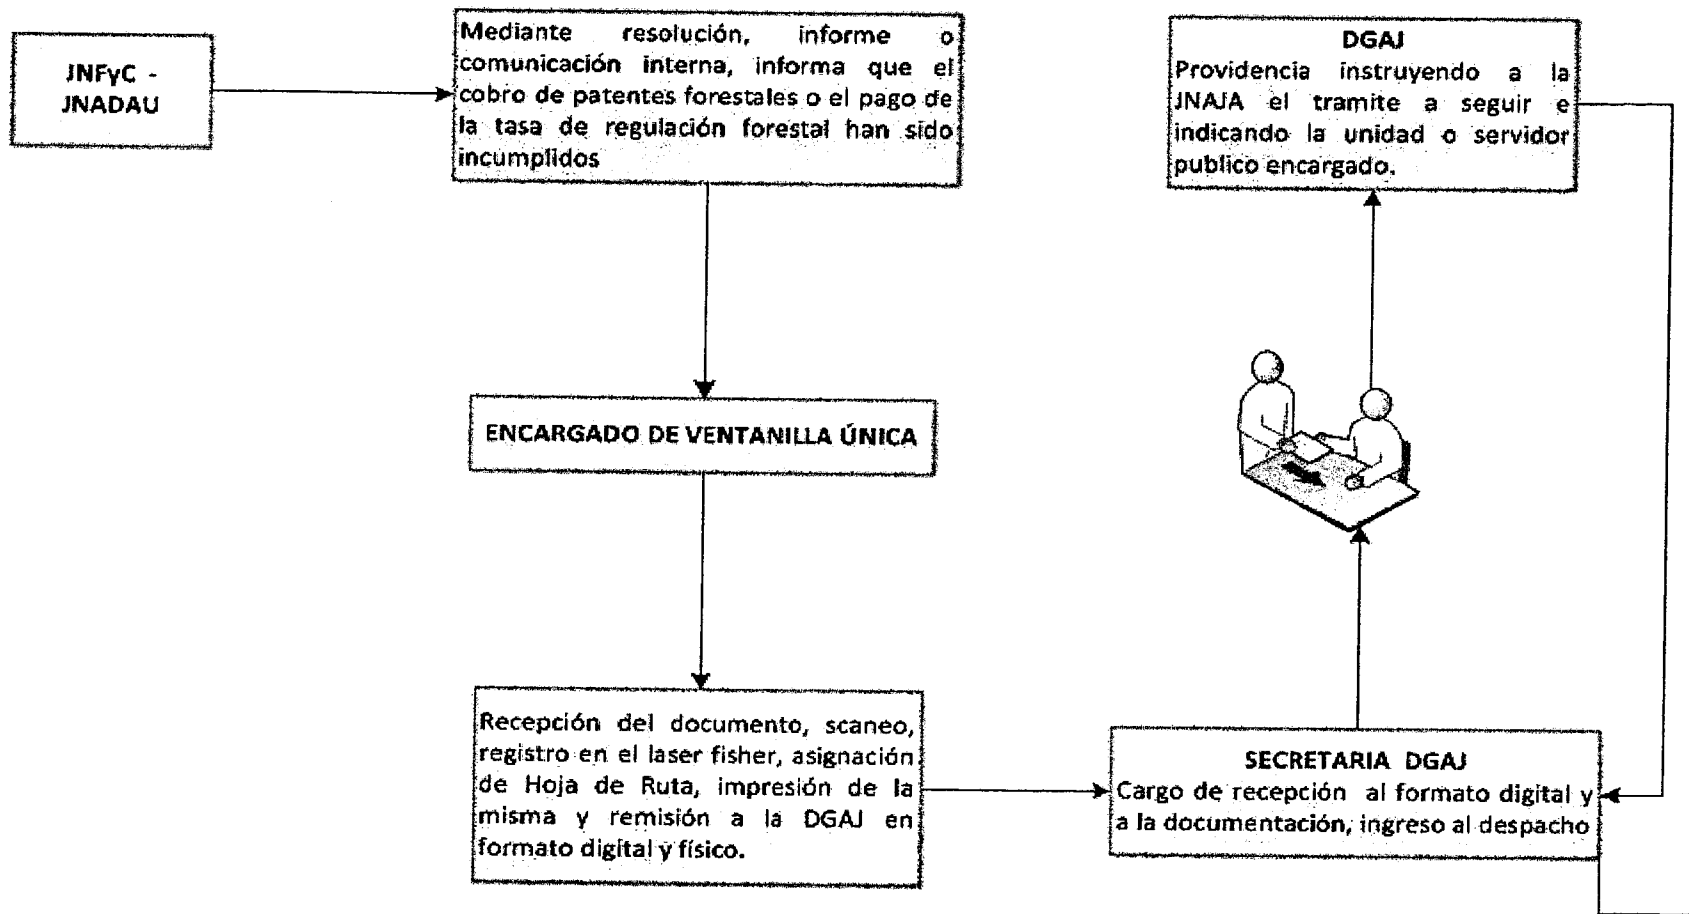 JNFyC -
JNADAU
Mediante resolución, informe o
comunicación interna, informa que el
cobro de patentes forestales o el pago de
la tasa de regulación forestal han sido
incumplidos
ENCARGADO DE VENTANILLA ÚNICA
Recepción del documento, scaneo,
registro en el laser fisher, asignación
de Hoja de Ruta, impresión de la
misma y remisión a la DGAJ en
formato digital y físico.
SECRETARIA DGAJ
Cargo de recepción al formato digital y
a la documentación, ingreso al despacho
DGAJ
Providencia instruyendo a la
JNAJA el tramite a seguir e
indicando la unidad o servidor
publico encargado.